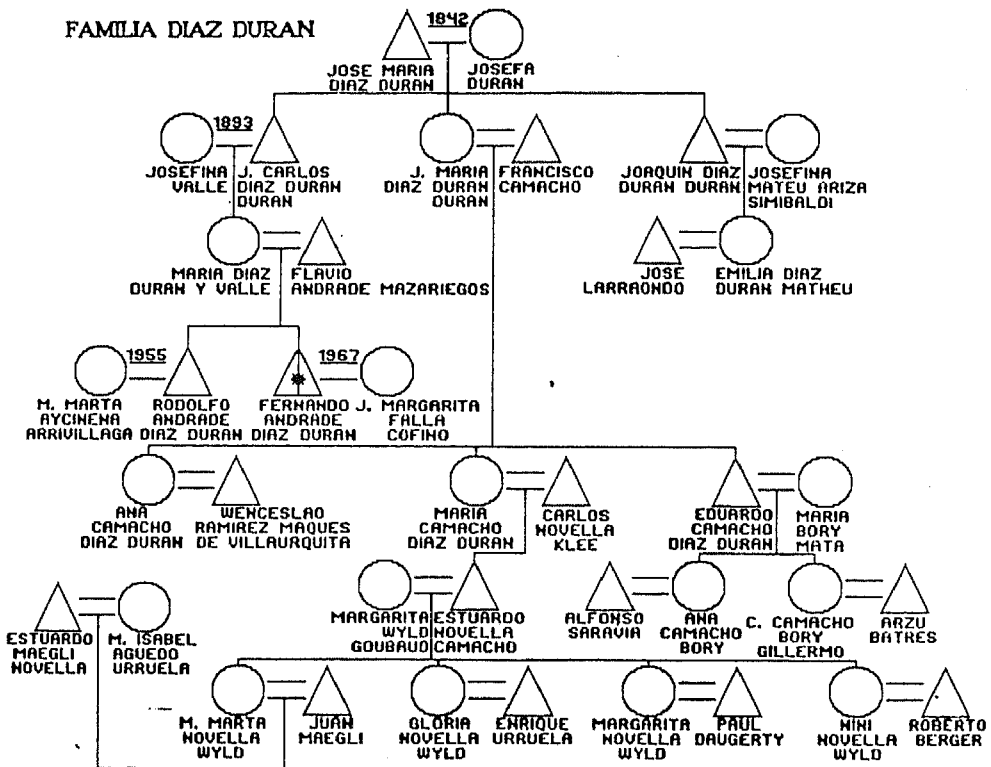 FAMILIA DIAZ DURAN
1842
JOSE MARIA
DIAZ DURAN
JOSEFA
DURAN
1893
JOSEFINA
VALLE
J. CARLOS
DIAZ DURAN
DURAN
J. MARIA
DIAZ DURAN
DURAN
FRANCISCO
CAMACHO
JOAQUIN DIAZ
DURAN DURAN
JOSEFINA
MATEU ARIZA
SIMIBALDI
MARIA DIAZ
DURAN Y VALLE
FLAVIO
ANDRADE MAZARIEGOS
JOSE
LARRAONDO
EMILIA DIAZ
DURAN MATHEU
1955
1967
M. MARTA
AYCINENA
ARRIVILLAGA
RODOLFO
ANDRADE
DIAZ DURAN
FERNANDO
ANDRADE
DIAZ DURAN
J. MARGARITA
FALLA
COFINO
ANA
CAMACHO
DIAZ DURAN
WENCESLAO
RAMIREZ MAQUES
DE VILLAURQUITA
MARIA
CAMACHO
DIAZ DURAN
CARLOS
NOVELLA
KLEE
EDUARDO
CAMACHO
DIAZ DURAN
MARIA
BORY
MATA
ESTUARDO
MAEGLI
NOVELLA
M. ISABEL
AGUEDO
URRUELA
MARGARITA
WYLD
GOUBAUD
ESTUARDO
NOVELLA
CAMACHO
ALFONSO
SARAVIA
ANA
CAMACHO
BORY
C. CAMACHO
BORY
GILLERMO
ARZU
BATRES
M. MARTA
NOVELLA
WYLD
JUAN
MAEGLI
GLORIA
NOVELLA
WYLD
ENRIQUE
URRUELA
MARGARITA
NOVELLA
WYLD
PAUL
DAUGERTY
NINI
NOVELLA
WYLD
ROBERTO
BERGER